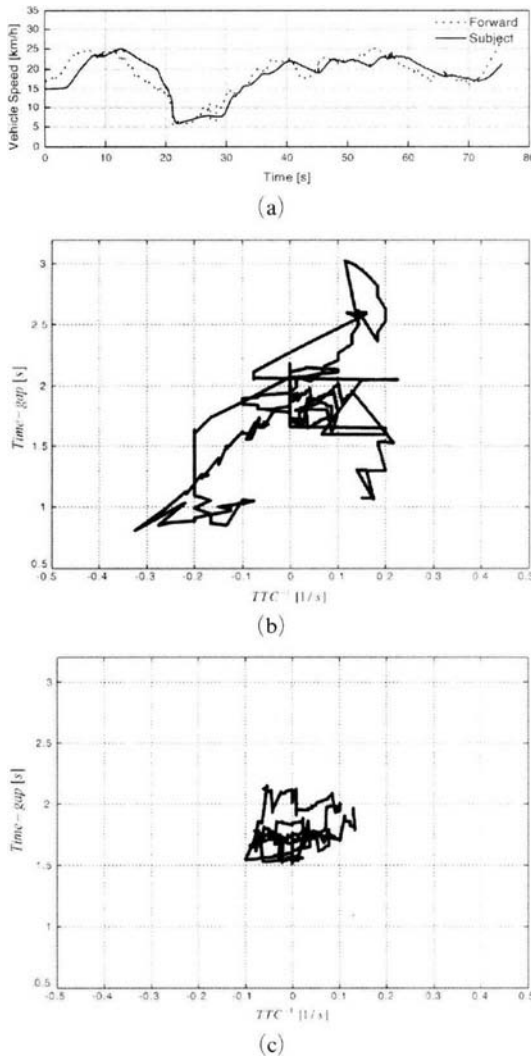 35
30
25
20
15
10
5
0
Vehicle Speed [km/h]
Forward
Subject
0 10 20 30 40 50 60 70 80
Time [s]
(a)
3
2.5
2
1.5
1
0.5
Time-gap [s]
-0.5 -0.4 -0.3 -0.2 -0.1 0 0.1 0.2 0.3 0.4 0.5
TTC⁻¹ [1/s]
(b)
3
2.5
2
1.5
1
0.5
Time-gap [s]
-0.5 -0.4 -0.3 -0.2 -0.1 0 0.1 0.2 0.3 0.4 0.5
TTC⁻¹ [1/s]
(c)